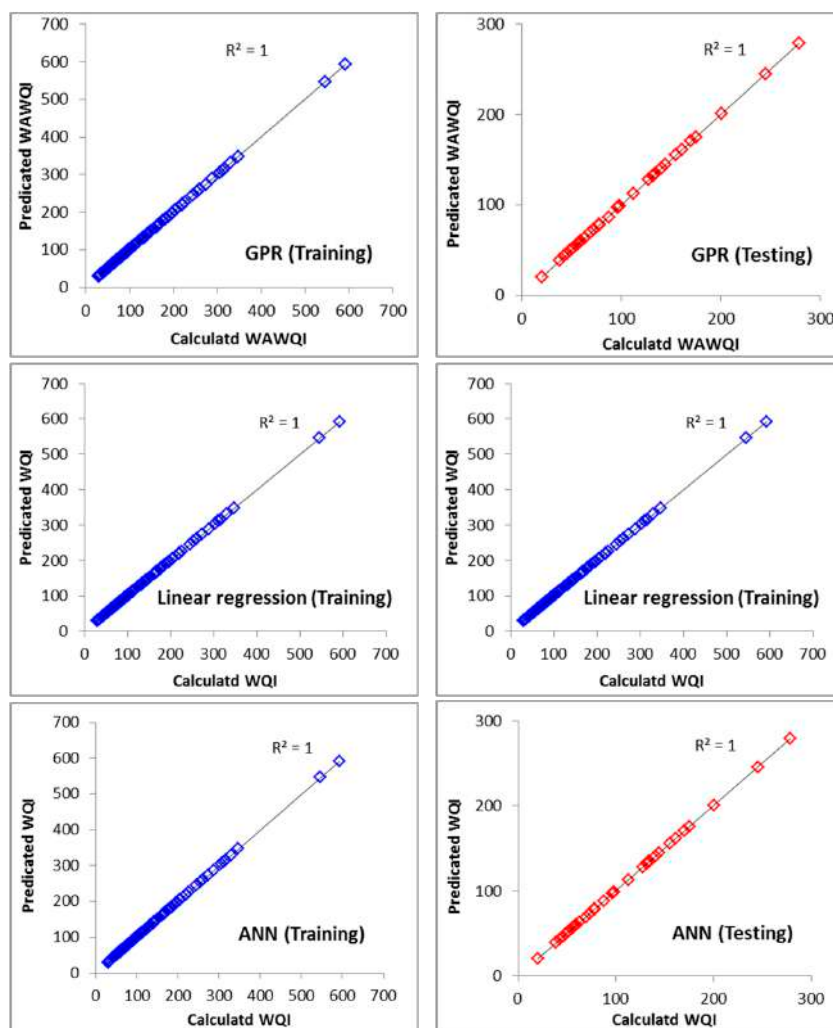 700
600
500
400
300
200
100
0
Predicated WAWQI
R² = 1
GPR (Training)
0 100 200 300 400 500 600 700
Calculatd WAWQI
300
200
100
0
Predicated WAWQI
R² = 1
GPR (Testing)
0 100 200 300
Calculatd WAWQI
700
600
500
400
300
200
100
0
Predicated WQI
R² = 1
Linear regression (Training)
0 100 200 300 400 500 600 700
Calculatd WQI
700
600
500
400
300
200
100
0
Predicated WQI
R² = 1
Linear regression (Training)
0 100 200 300 400 500 600 700
Calculatd WQI
700
600
500
400
300
200
100
0
Predicated WQI
R² = 1
ANN (Training)
0 100 200 300 400 500 600 700
Calculatd WQI
300
200
100
0
Predicated WQI
R² = 1
ANN (Testing)
0 100 200 300
Calculatd WQI